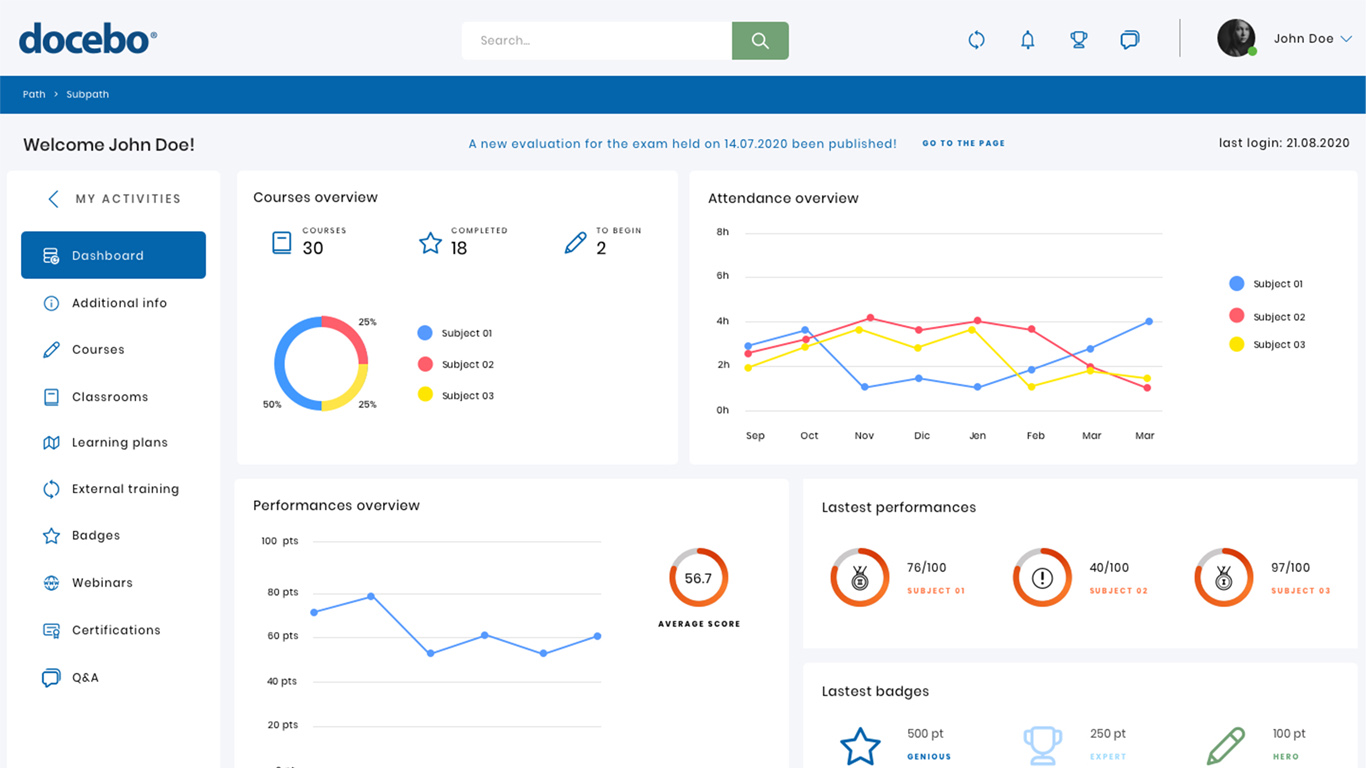 docebo®
Search...
John Doe
Path > Subpath
Welcome John Doe!
A new evaluation for the exam held on 14.07.2020 been published!
GO TO THE PAGE
last login: 21.08.2020
MY ACTIVITIES
Dashboard
Additional info
Courses
Classrooms
Learning plans
External training
Badges
Webinars
Certifications
Q&A
Courses overview
COURSES
30
COMPLETED
18
TO BEGIN
2
25%
50%
25%
Subject 01
Subject 02
Subject 03
Attendance overview
8h
6h
4h
2h
0h
Sep Oct Nov Dic Jen Feb Mar Mar
Subject 01
Subject 02
Subject 03
Performances overview
100 pts
80 pts
60 pts
40 pts
20 pts
56.7
AVERAGE SCORE
Lastest performances
76/100
SUBJECT 01
40/100
SUBJECT 02
97/100
SUBJECT 03
Lastest badges
500 pt
GENIOUS
250 pt
EXPERT
100 pt
HERO